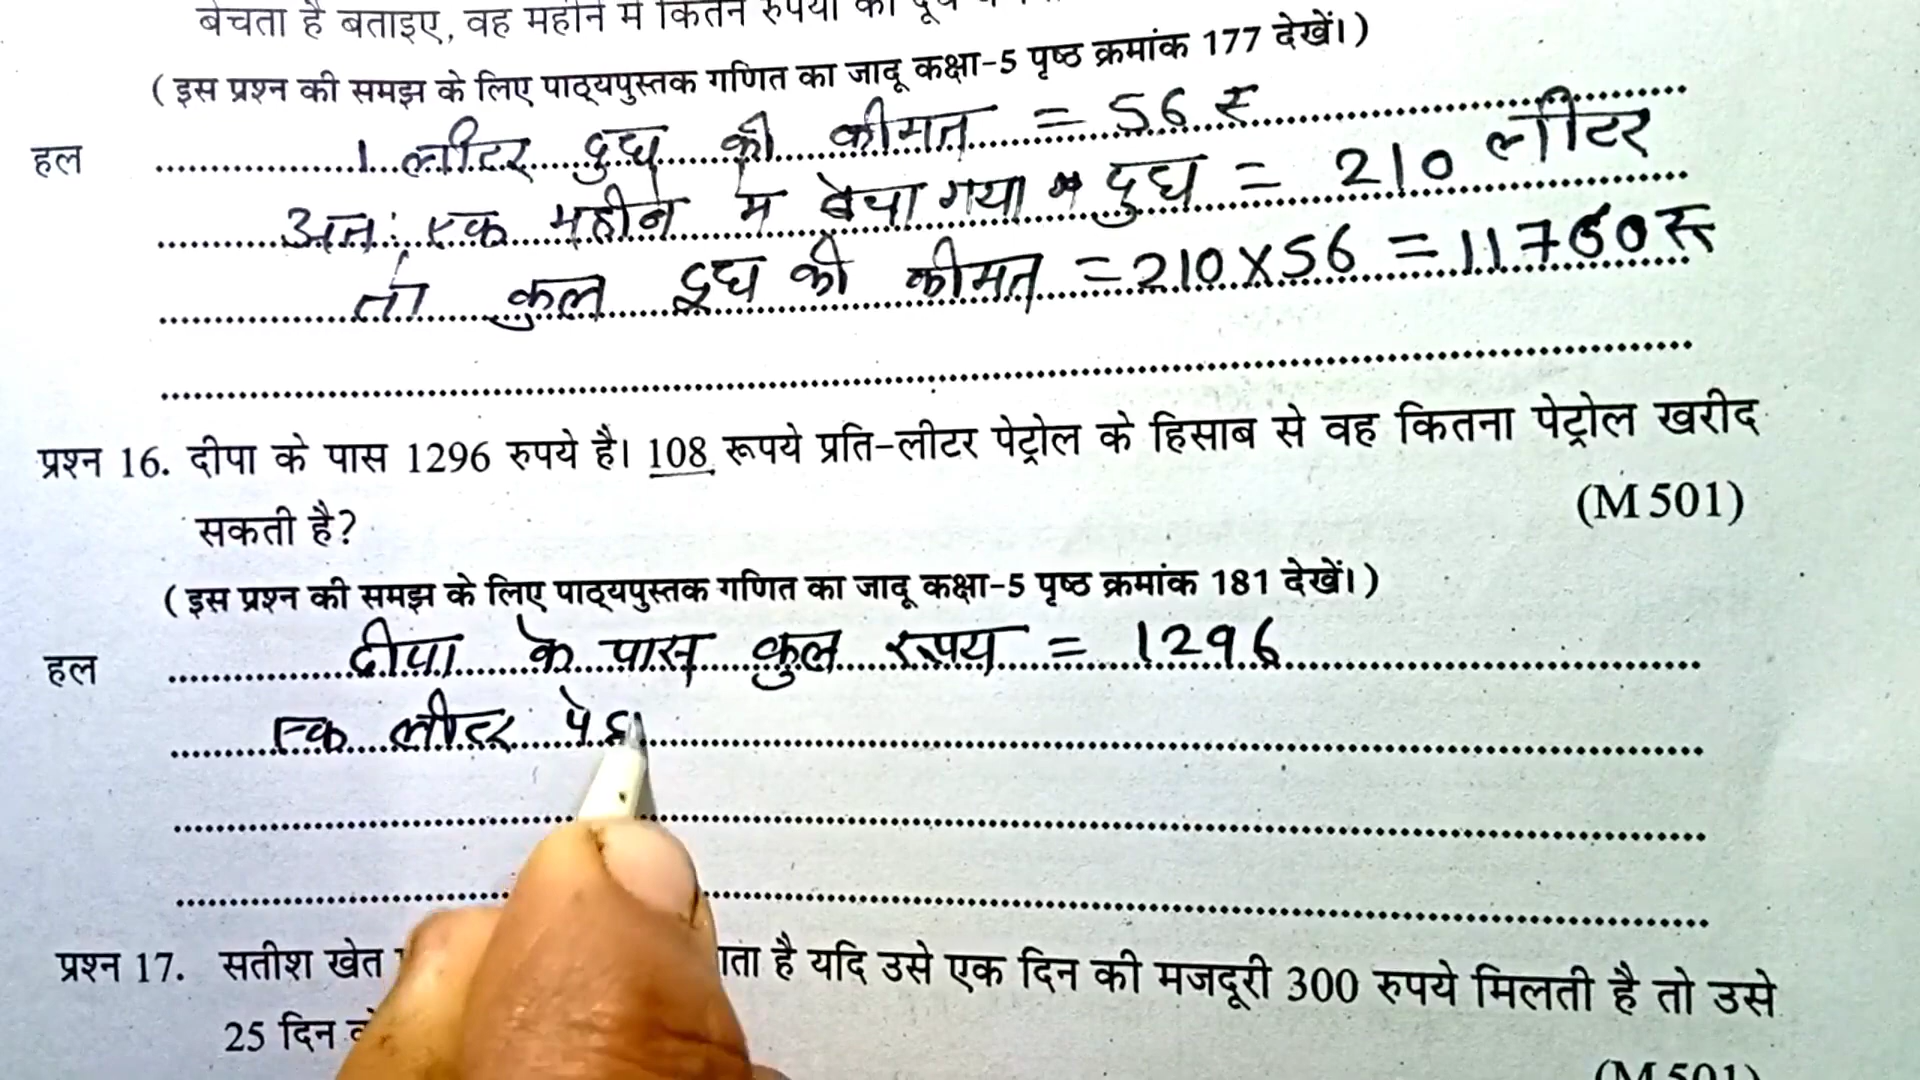 बेचता है बताइए, वह महीने में कितने रुपयों का दूध
( इस प्रश्न की समझ के लिए पाठ्यपुस्तक गणित का जादू कक्षा-5 पृष्ठ क्रमांक 177 देखें। )
हल 1 लीटर दुध की कीमत = 56 रु
अतः एक महीने मे बेचा गया दुध = 210 लीटर
तो कुल दूध की कीमत = 210 X 56 = 11760 रू
प्रश्न 16. दीपा के पास 1296 रुपये है। 108 रूपये प्रति-लीटर पेट्रोल के हिसाब से वह कितना पेट्रोल खरीद
सकती है? (M 501)
( इस प्रश्न की समझ के लिए पाठ्यपुस्तक गणित का जादू कक्षा-5 पृष्ठ क्रमांक 181 देखें। )
हल दीपा के पास कुल रूपय = 1296
एक लीटर पे
प्रश्न 17. सतीश खेत ता है यदि उसे एक दिन की मजदूरी 300 रुपये मिलती है तो उसे
25 दिन
(M 501)